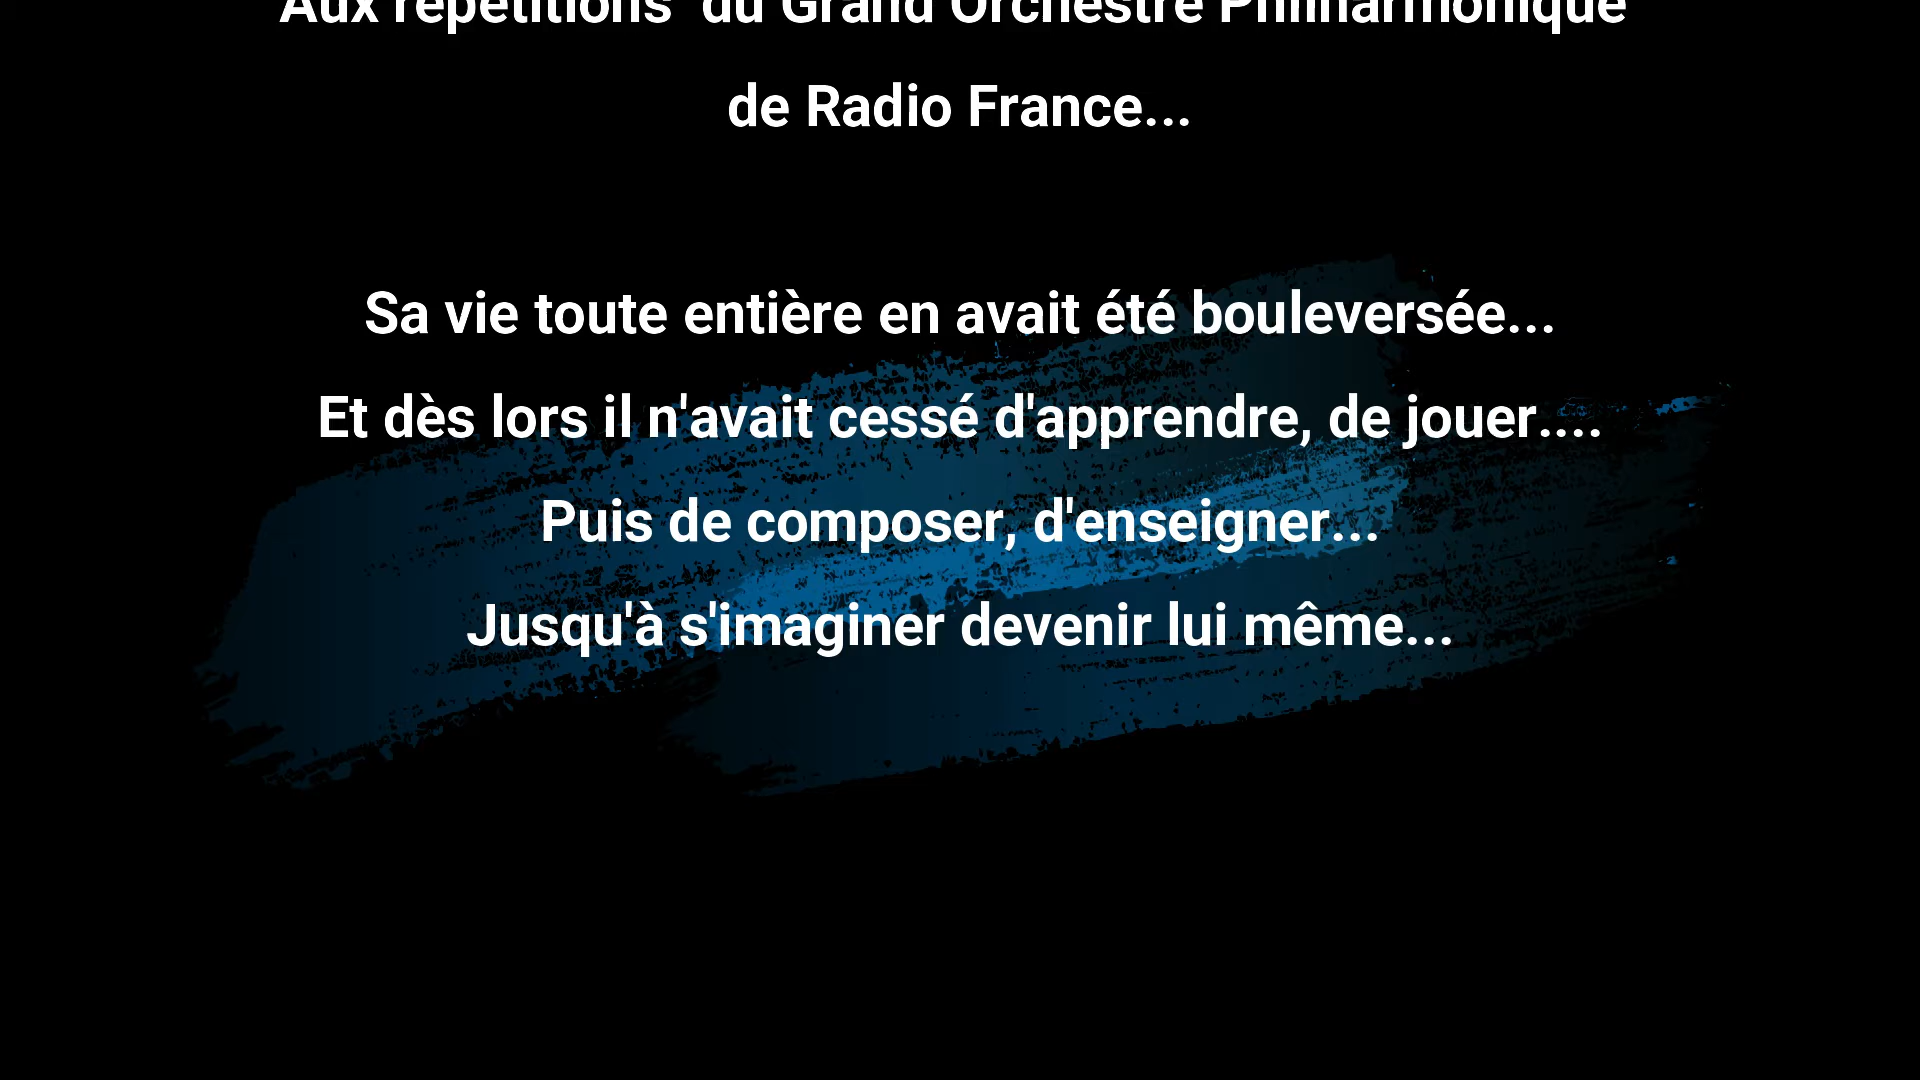 Aux répétitions  du Grand Orchestre Philharmonique
de Radio France...
Sa vie toute entière en avait été bouleversée...
Et dès lors il n'avait cessé d'apprendre, de jouer....
Puis de composer, d'enseigner...
Jusqu'à s'imaginer devenir lui même...